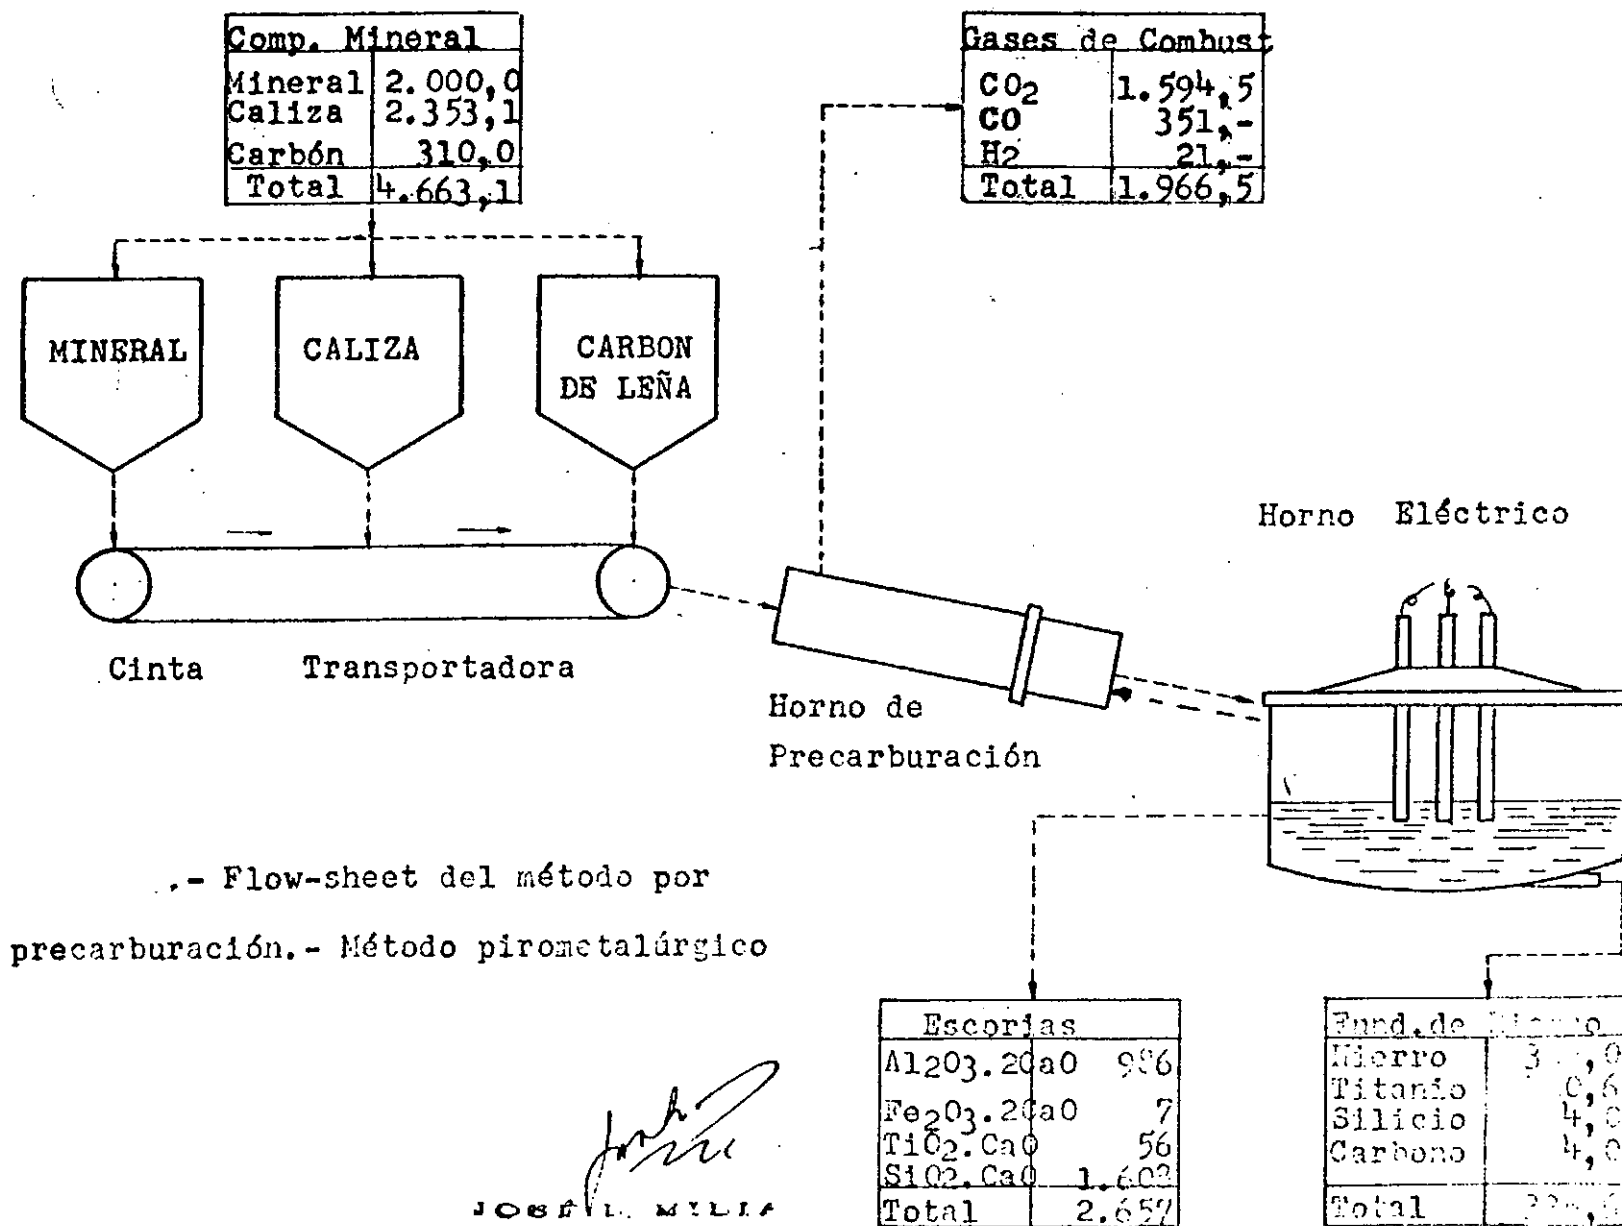 Comp. Mineral
Mineral 2.000,0
Caliza 2.353,1
Carbón 310,0
Total 4.663,1
Gases de Combust
CO2 1.594,5
CO 351,-
H2 21,-
Total 1.966,5
MINERAL
CALIZA
CARBON
DE LEÑA
Horno Eléctrico
Cinta Transportadora
Horno de
Precarburación
.- Flow-sheet del método por
precarburación.- Método pirometalúrgico
Escorias
Al2O3.2CaO
Fe2O3.2CaO 7
TiO2.CaO 56
SiO2.CaO
Total 2.657
Fund.de Hierro
Hierro
Titanio 0,6
Silicio 4,0
Carbono 4,0
Total
JOSÉ L. MILIA